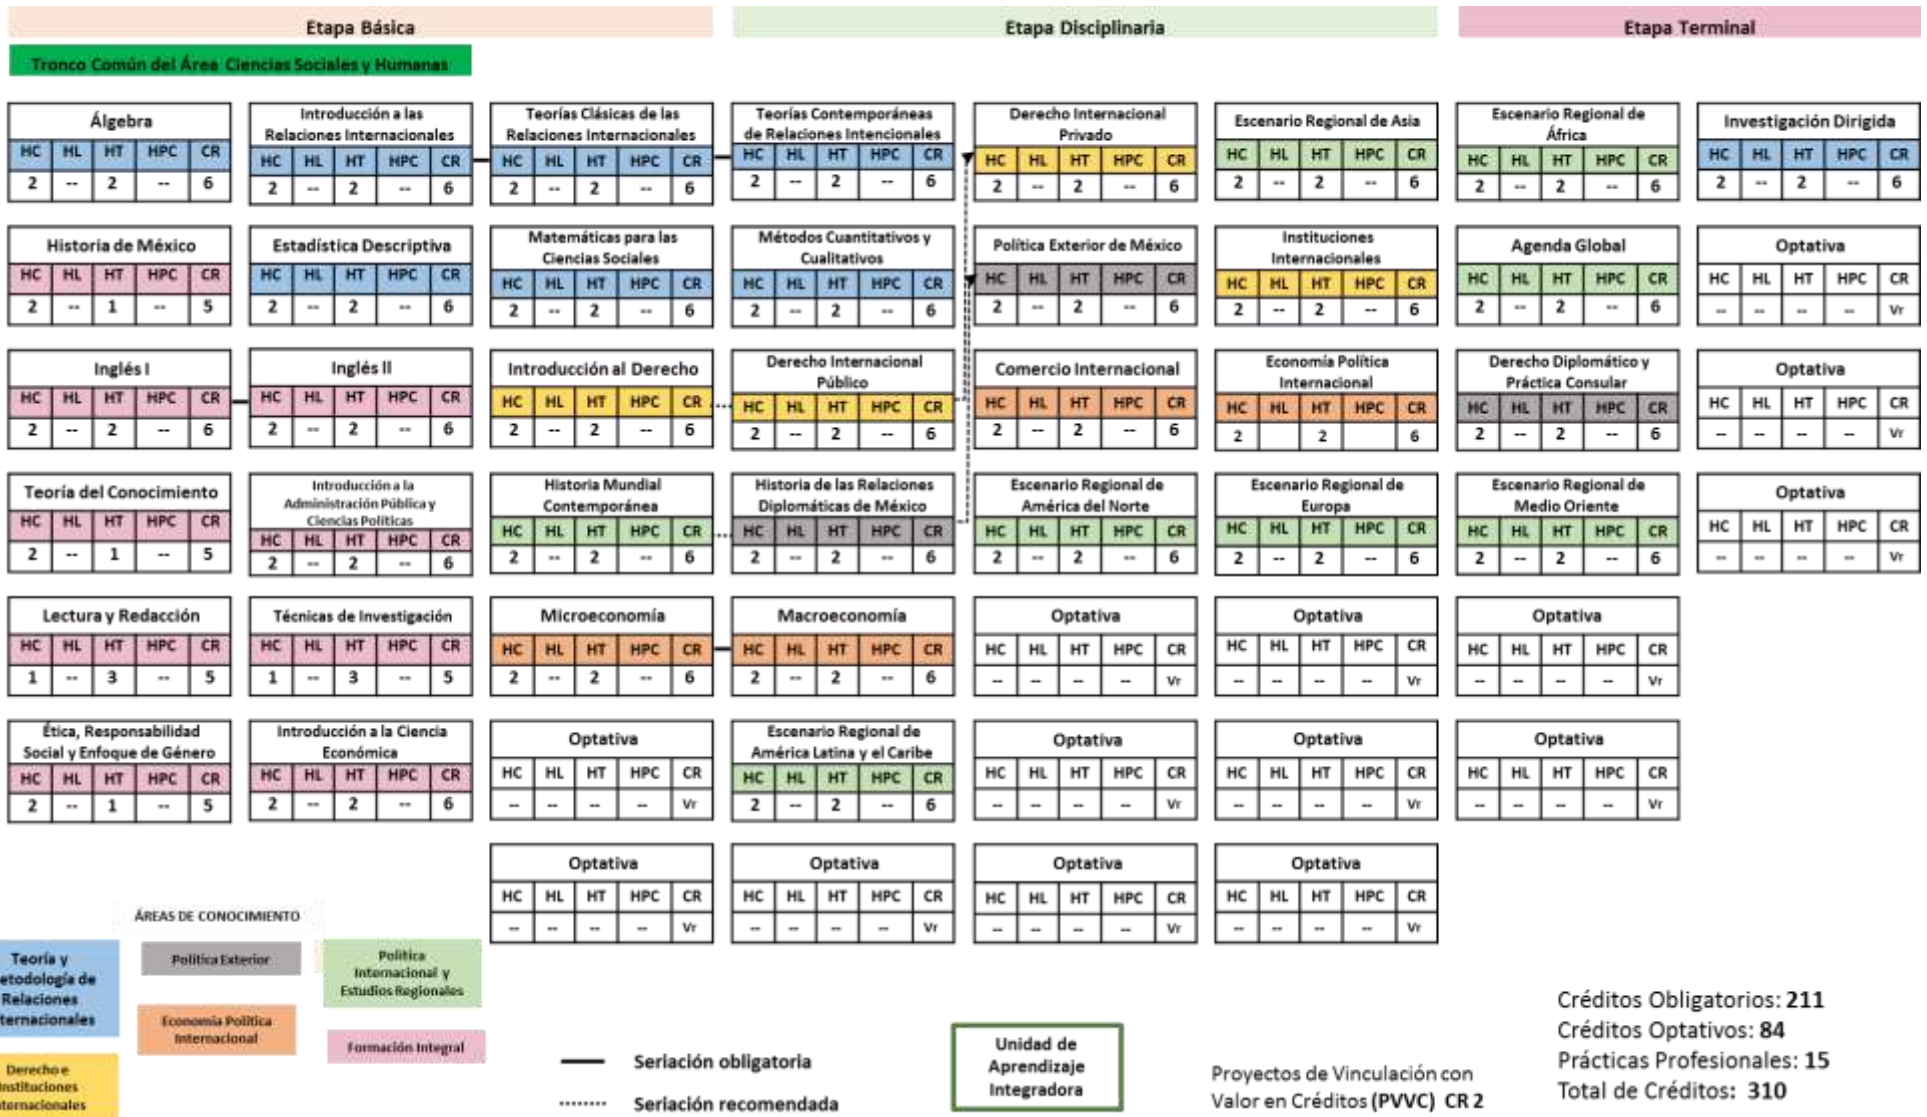 Etapa Básica
Etapa Disciplinaria
Etapa Terminal
Tronco Común del Área Ciencias Sociales y Humanas
Álgebra
HC HL HT HPC CR
2 -- 2 -- 6
Introducción a las
Relaciones Internacionales
HC HL HT HPC CR
2 -- 2 -- 6
Teorías Clásicas de las
Relaciones Internacionales
HC HL HT HPC CR
2 -- 2 -- 6
Teorías Contemporáneas
de Relaciones Intencionales
HC HL HT HPC CR
2 -- 2 -- 6
Derecho Internacional
Privado
HC HL HT HPC CR
2 -- 2 -- 6
Escenario Regional de Asia
HC HL HT HPC CR
2 -- 2 -- 6
Escenario Regional de
África
HC HL HT HPC CR
2 -- 2 -- 6
Investigación Dirigida
HC HL HT HPC CR
2 -- 2 -- 6
Historia de México
HC HL HT HPC CR
2 -- 1 -- 5
Estadística Descriptiva
HC HL HT HPC CR
2 -- 2 -- 6
Matemáticas para las
Ciencias Sociales
HC HL HT HPC CR
2 -- 2 -- 6
Métodos Cuantitativos y
Cualitativos
HC HL HT HPC CR
2 -- 2 -- 6
Política Exterior de México
HC HL HT HPC CR
2 -- 2 -- 6
Instituciones
Internacionales
HC HL HT HPC CR
2 -- 2 -- 6
Agenda Global
HC HL HT HPC CR
2 -- 2 -- 6
Optativa
HC HL HT HPC CR
-- -- -- -- Vr
Inglés I
HC HL HT HPC CR
2 -- 2 -- 6
Inglés II
HC HL HT HPC CR
2 -- 2 -- 6
Introducción al Derecho
HC HL HT HPC CR
2 -- 2 -- 6
Derecho Internacional
Público
HC HL HT HPC CR
2 -- 2 -- 6
Comercio Internacional
HC HL HT HPC CR
2 -- 2 -- 6
Economía Política
Internacional
HC HL HT HPC CR
2 2 6
Derecho Diplomático y
Práctica Consular
HC HL HT HPC CR
2 -- 2 -- 6
Optativa
HC HL HT HPC CR
-- -- -- -- Vr
Teoría del Conocimiento
HC HL HT HPC CR
2 -- 1 -- 5
Introducción a la
Administración Pública y
Ciencias Políticas
HC HL HT HPC CR
2 -- 2 -- 6
Historia Mundial
Contemporánea
HC HL HT HPC CR
2 -- 2 -- 6
Historia de las Relaciones
Diplomáticas de México
HC HL HT HPC CR
2 -- 2 -- 6
Escenario Regional de
América del Norte
HC HL HT HPC CR
2 -- 2 -- 6
Escenario Regional de
Europa
HC HL HT HPC CR
2 -- 2 -- 6
Escenario Regional de
Medio Oriente
HC HL HT HPC CR
2 -- 2 -- 6
Optativa
HC HL HT HPC CR
-- -- -- -- Vr
Lectura y Redacción
HC HL HT HPC CR
1 -- 3 -- 5
Técnicas de Investigación
HC HL HT HPC CR
1 -- 3 -- 5
Microeconomía
HC HL HT HPC CR
2 -- 2 -- 6
Macroeconomía
HC HL HT HPC CR
2 -- 2 -- 6
Optativa
HC HL HT HPC CR
-- -- -- -- Vr
Optativa
HC HL HT HPC CR
-- -- -- -- Vr
Optativa
HC HL HT HPC CR
-- -- -- -- Vr
Ética, Responsabilidad
Social y Enfoque de Género
HC HL HT HPC CR
2 -- 1 -- 5
Introducción a la Ciencia
Económica
HC HL HT HPC CR
2 -- 2 -- 6
Optativa
HC HL HT HPC CR
-- -- -- -- Vr
Escenario Regional de
América Latina y el Caribe
HC HL HT HPC CR
2 -- 2 -- 6
Optativa
HC HL HT HPC CR
-- -- -- -- Vr
Optativa
HC HL HT HPC CR
-- -- -- -- Vr
Optativa
HC HL HT HPC CR
-- -- -- -- Vr
Optativa
HC HL HT HPC CR
-- -- -- -- Vr
Optativa
HC HL HT HPC CR
-- -- -- -- Vr
Optativa
HC HL HT HPC CR
-- -- -- -- Vr
Optativa
HC HL HT HPC CR
-- -- -- -- Vr
ÁREAS DE CONOCIMIENTO
Teoría y
etodología de
Relaciones
ternacionales
Política Exterior
Política
Internacional y
Estudios Regionales
Economía Política
Internacional
Formación Integral
Derecho e
nstituciones
ternacionales
Seriación obligatoria
Seriación recomendada
Unidad de
Aprendizaje
Integradora
Proyectos de Vinculación con
Valor en Créditos (PVVC) CR 2
Créditos Obligatorios: 211
Créditos Optativos: 84
Prácticas Profesionales: 15
Total de Créditos: 310